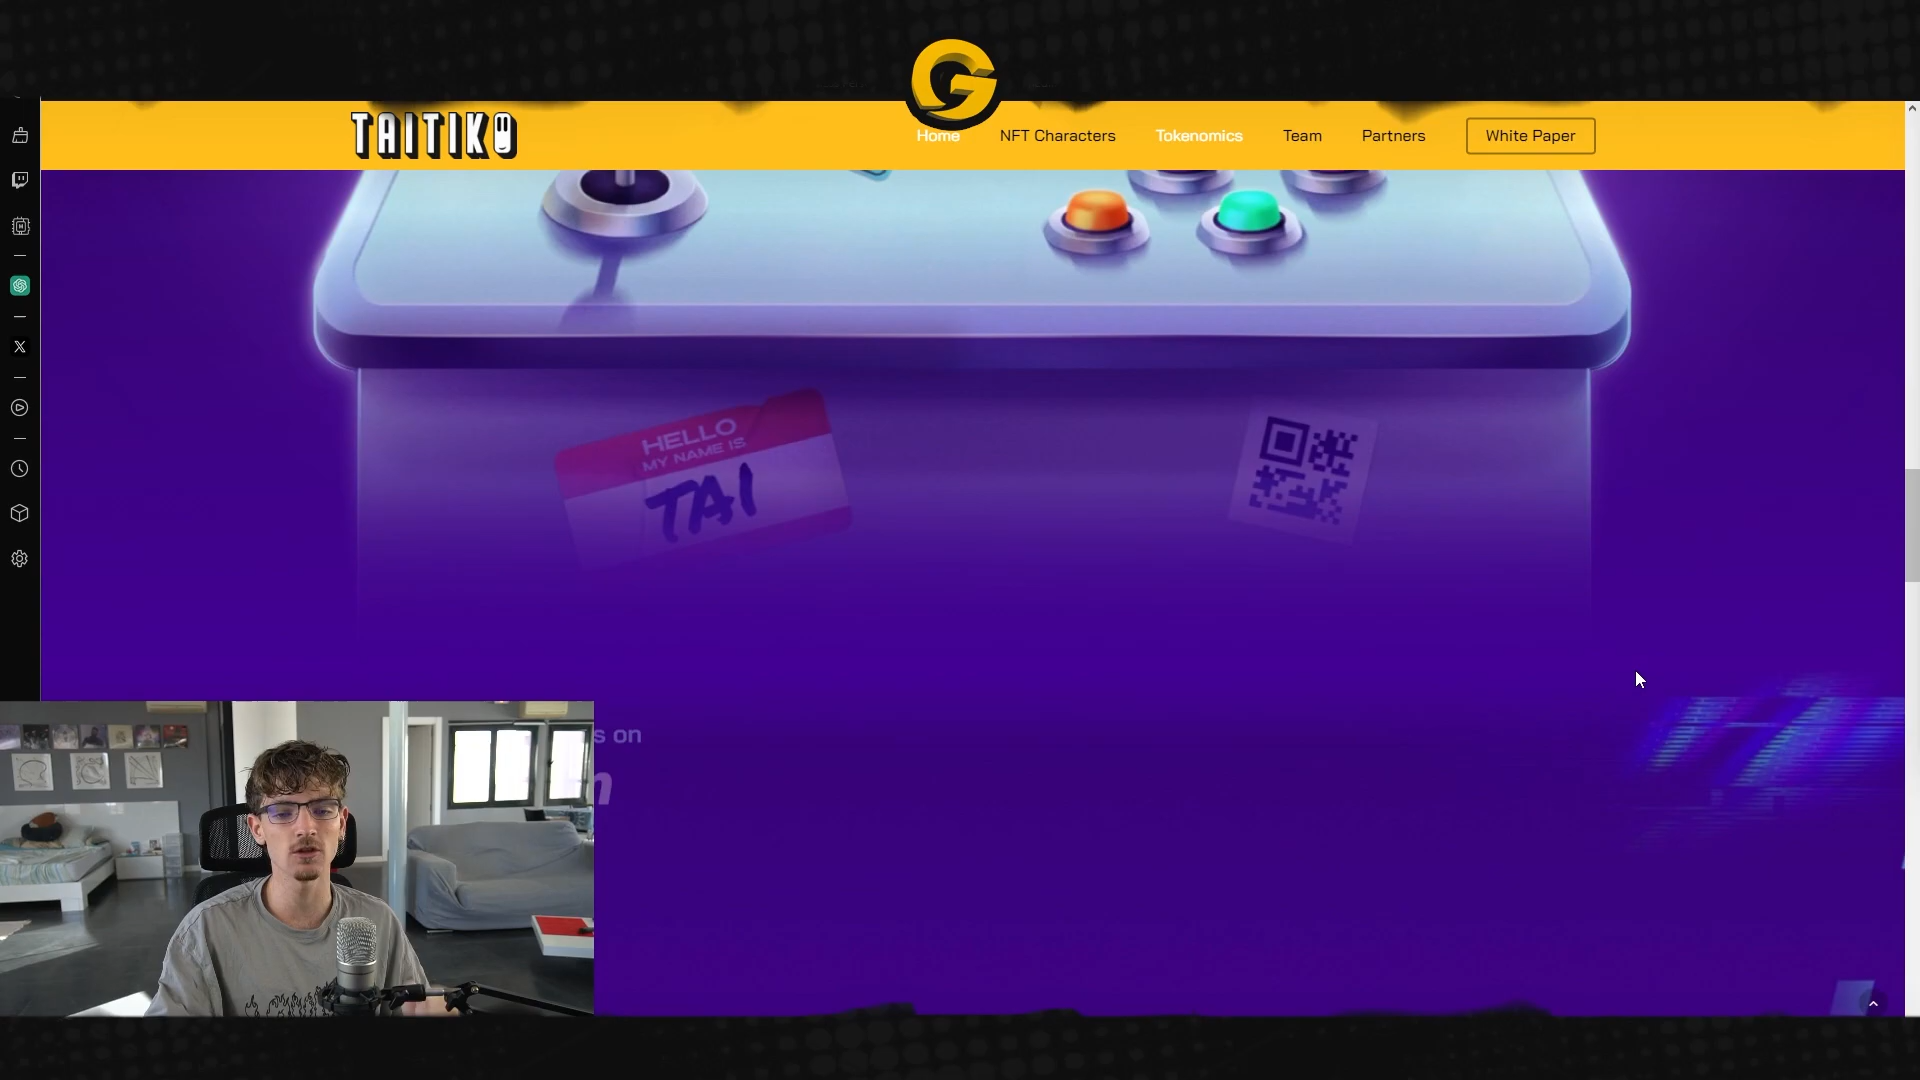 G
TAITIKO
Home
NFT Characters
Tokenomics
Team
Partners
White Paper
HELLO
MY NAME IS
TAI
s on
n